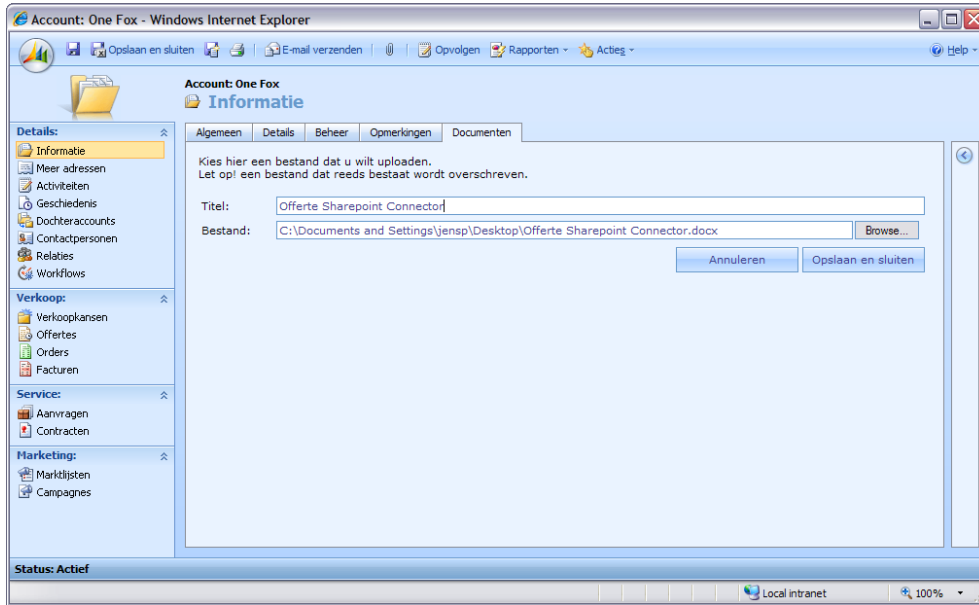 Account: One Fox - Windows Internet Explorer
Opslaan en sluiten E-mail verzenden Opvolgen Rapporten Acties Help
Account: One Fox
Informatie
Details:
Informatie
Meer adressen
Activiteiten
Geschiedenis
Dochteraccounts
Contactpersonen
Relaties
Workflows
Verkoop:
Verkoopkansen
Offertes
Orders
Facturen
Service:
Aanvragen
Contracten
Marketing:
Marktlijsten
Campagnes
Algemeen Details Beheer Opmerkingen Documenten
Kies hier een bestand dat u wilt uploaden.
Let op! een bestand dat reeds bestaat wordt overschreven.
Titel: Offerte Sharepoint Connector
Bestand: C:\Documents and Settings\jensp\Desktop\Offerte Sharepoint Connector.docx Browse...
Annuleren Opslaan en sluiten
Status: Actief
Local intranet 100%